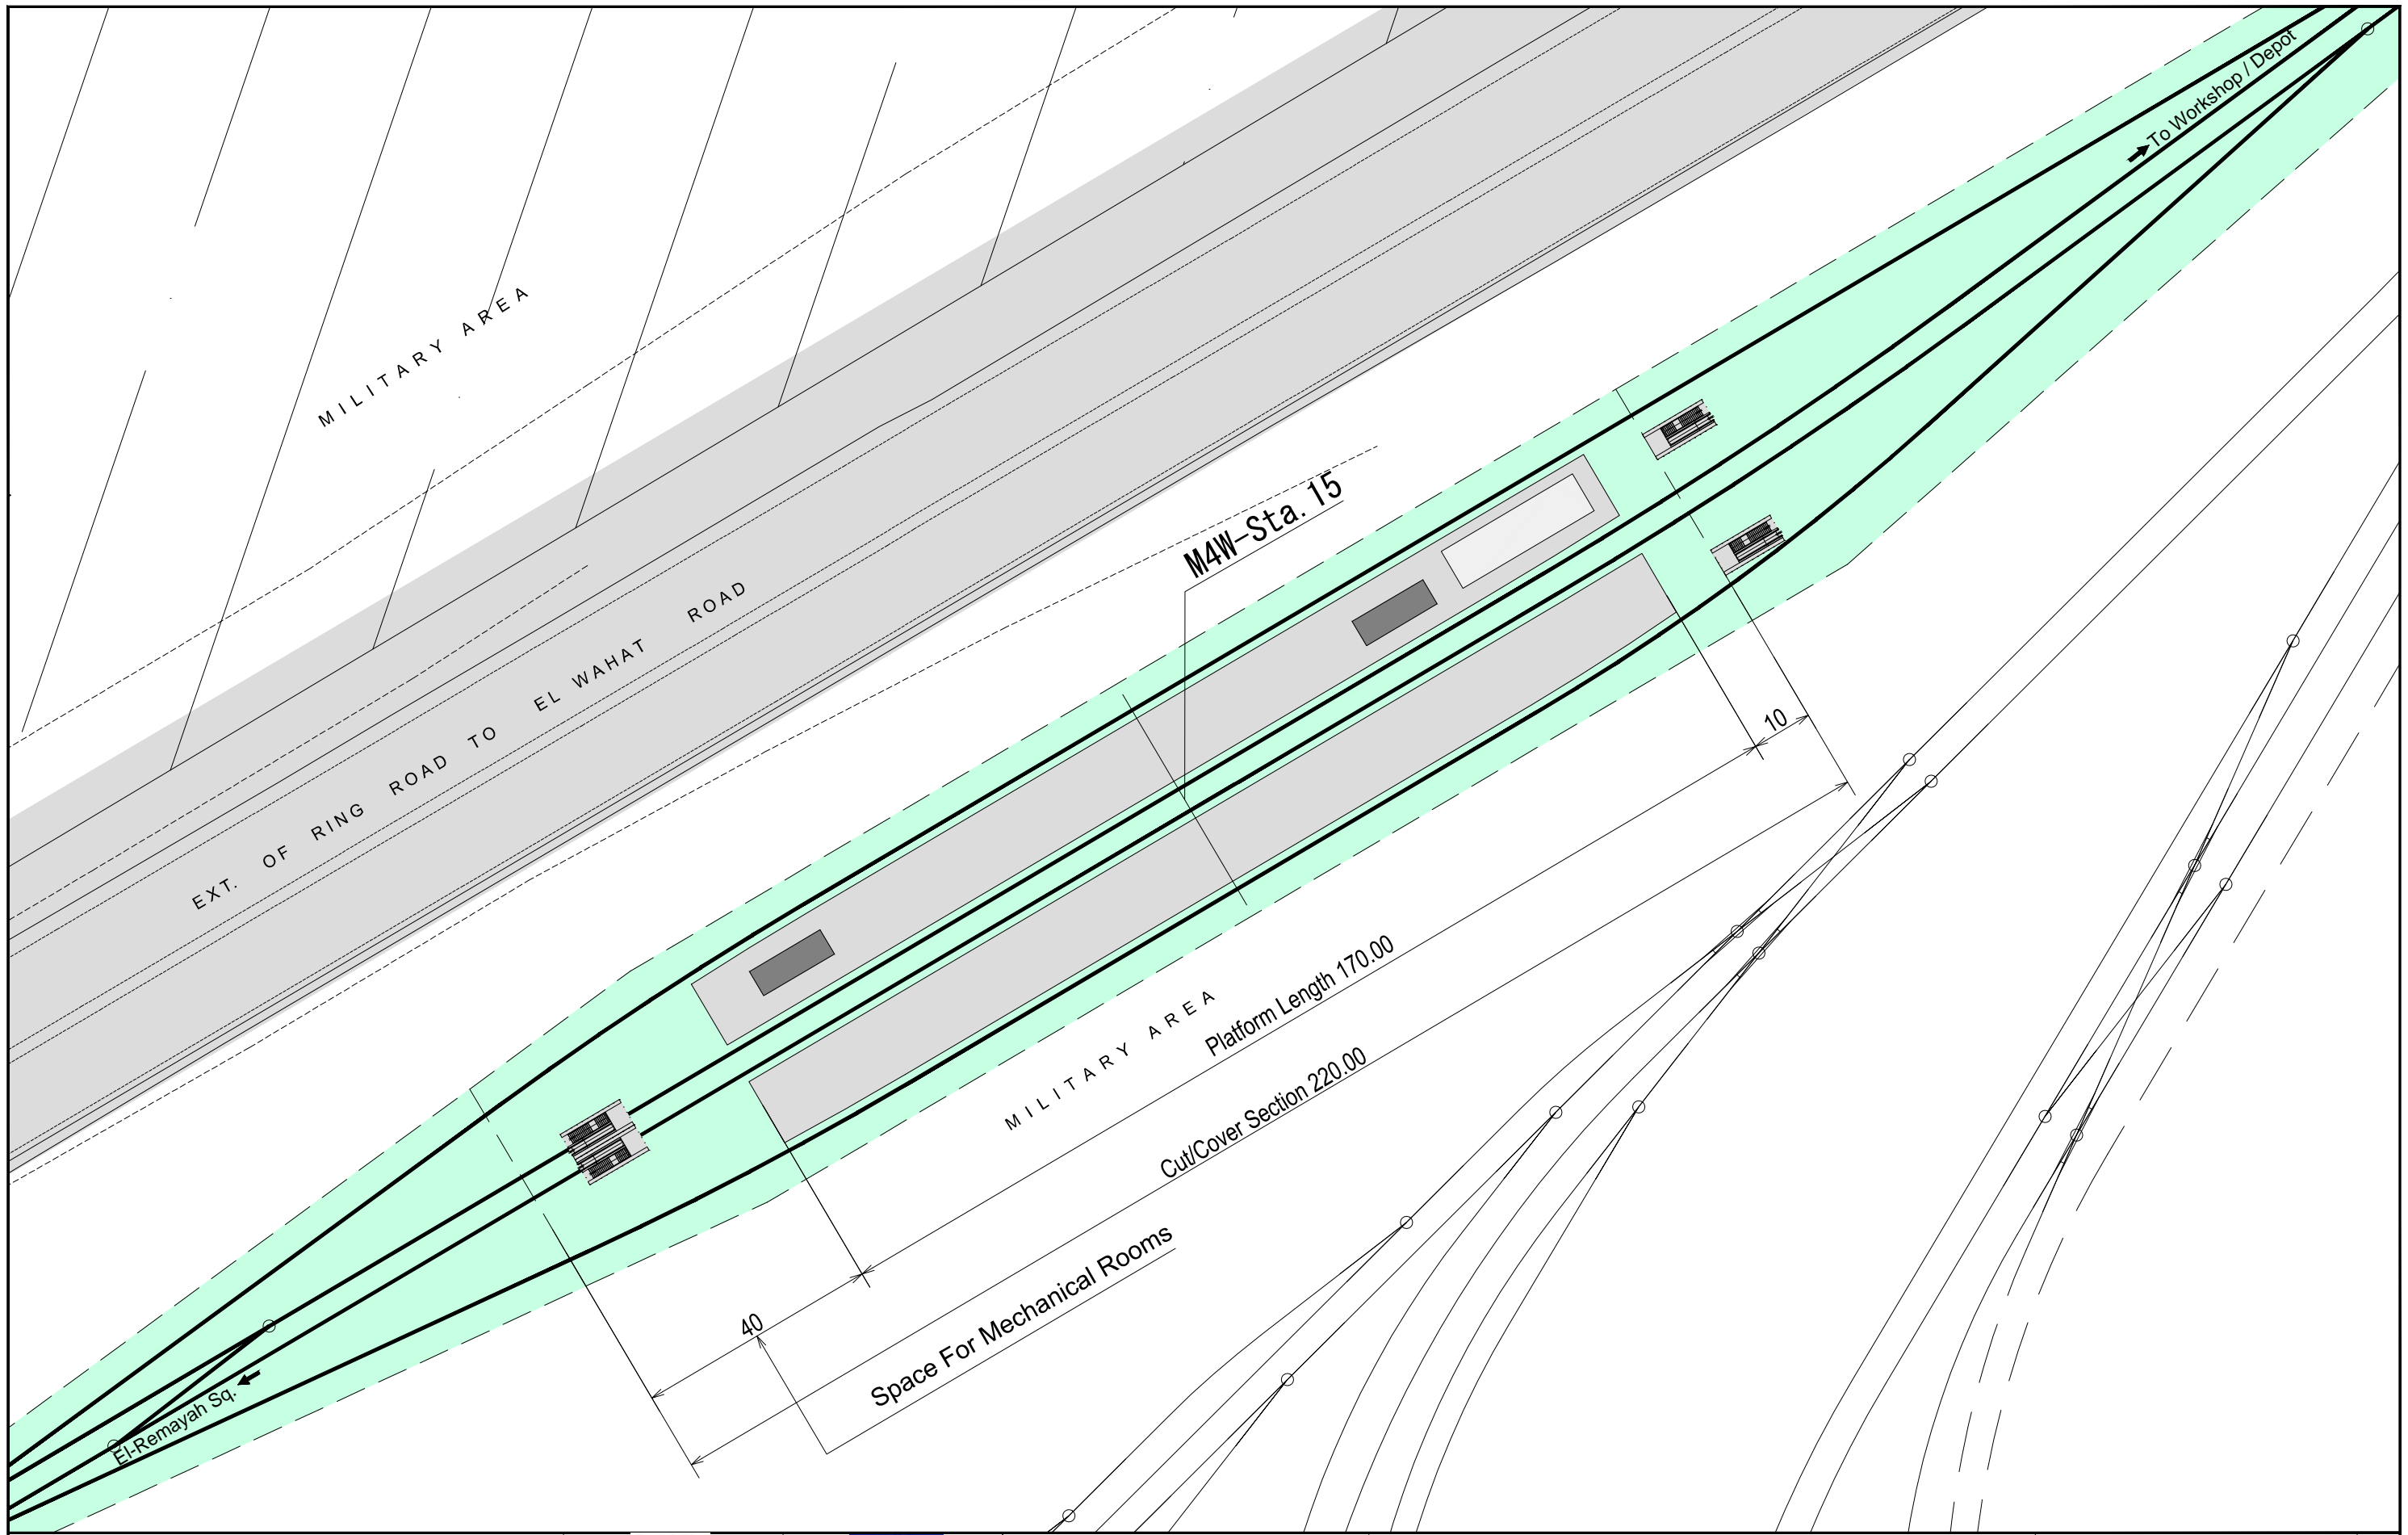 To Workshop / Depot
MILITARY AREA
M4W-Sta. 15
EXT. OF RING ROAD TO EL WAHAT ROAD
10
MILITARY AREA
Platform Length 170.00
Cut/Cover Section 220.00
Space For Mechanical Rooms
40
El-Remayah Sq.